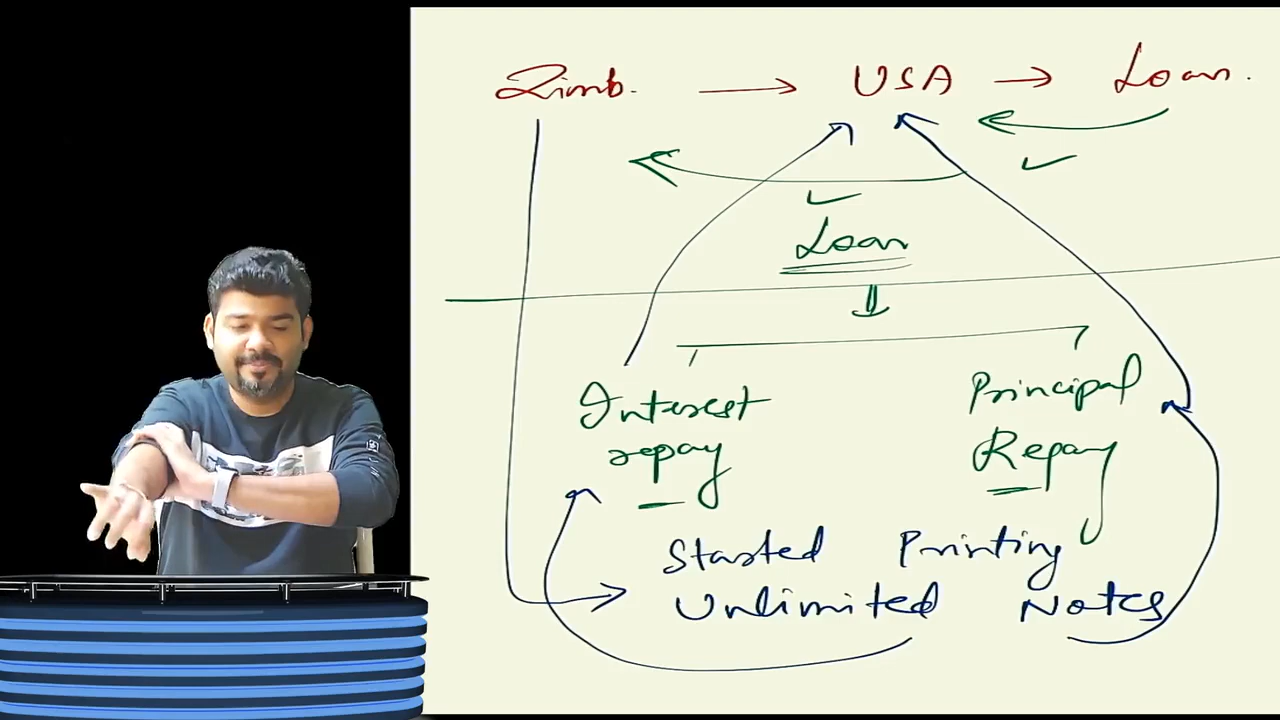 Zimb. → USA → Loan.
Loan
Interest
repay
Principal
Repay
Started Printing
Unlimited Notes